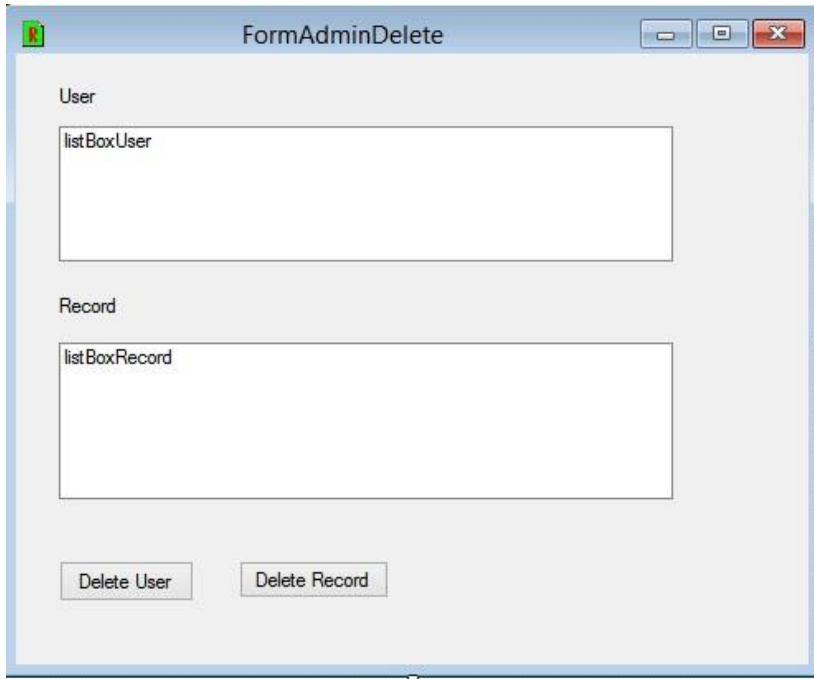 R
FormAdminDelete
User
listBoxUser
Record
listBoxRecord
Delete User
Delete Record